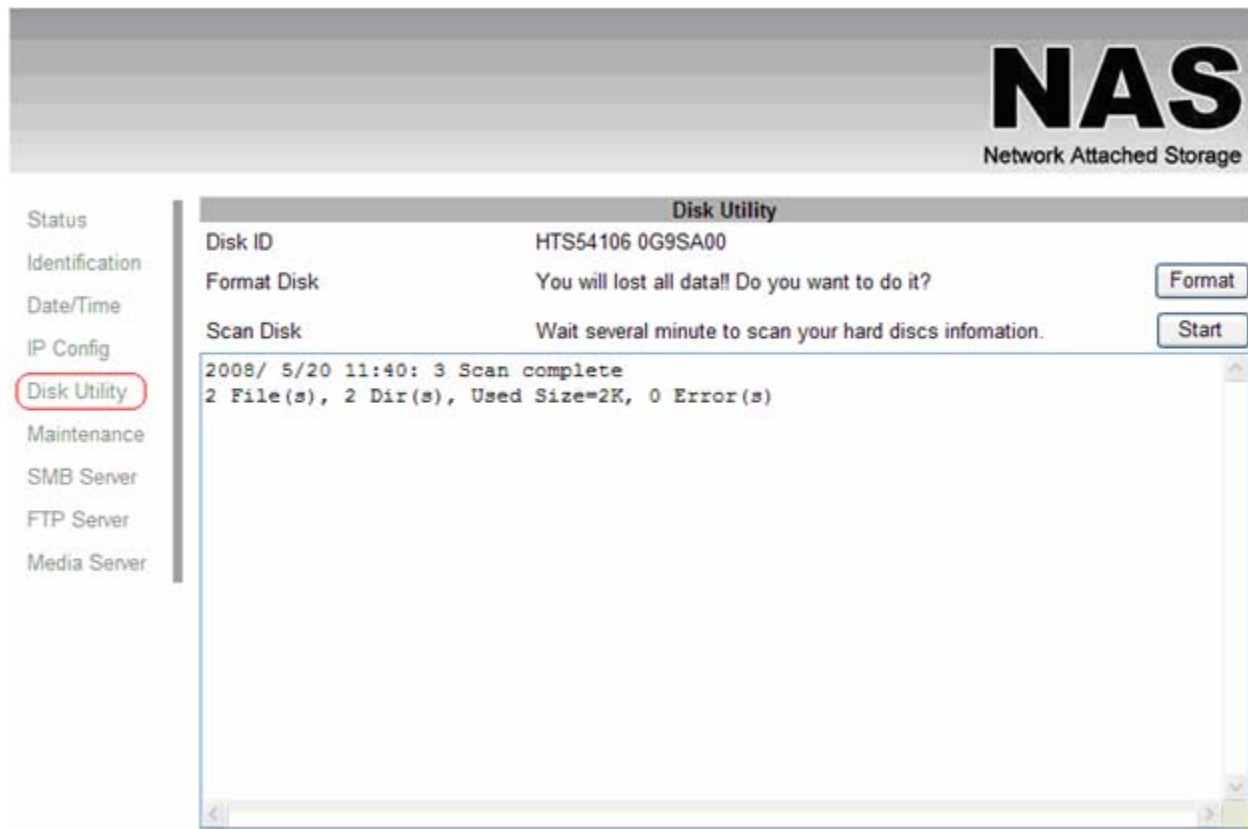 NAS
Network Attached Storage
Status
Identification
Date/Time
IP Config
Disk Utility
Maintenance
SMB Server
FTP Server
Media Server
Disk Utility
Disk ID HTS54106 0G9SA00
Format Disk You will lost all data!! Do you want to do it? Format
Scan Disk Wait several minute to scan your hard discs infomation. Start
2008/ 5/20 11:40: 3 Scan complete
2 File(s), 2 Dir(s), Used Size=2K, 0 Error(s)